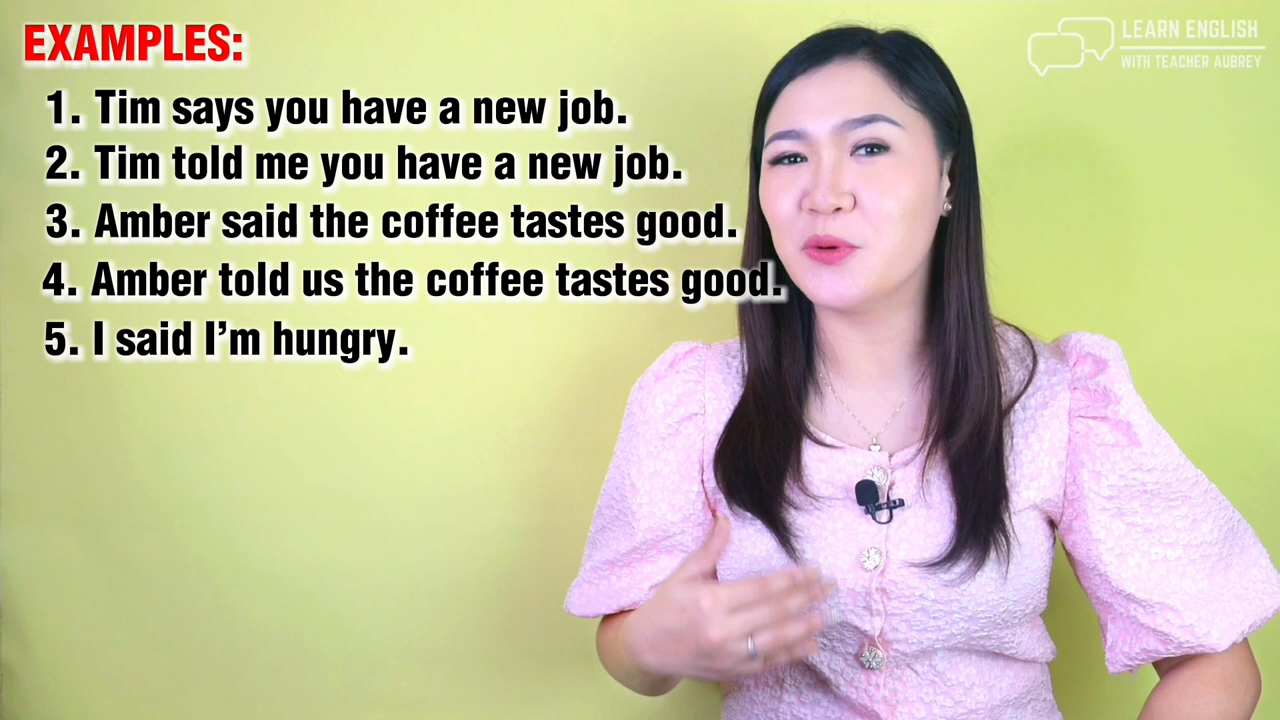 EXAMPLES:
1. Tim says you have a new job.
2. Tim told me you have a new job.
3. Amber said the coffee tastes good.
4. Amber told us the coffee tastes good.
5. I said I’m hungry.
LEARN ENGLISH
WITH TEACHER AUBREY